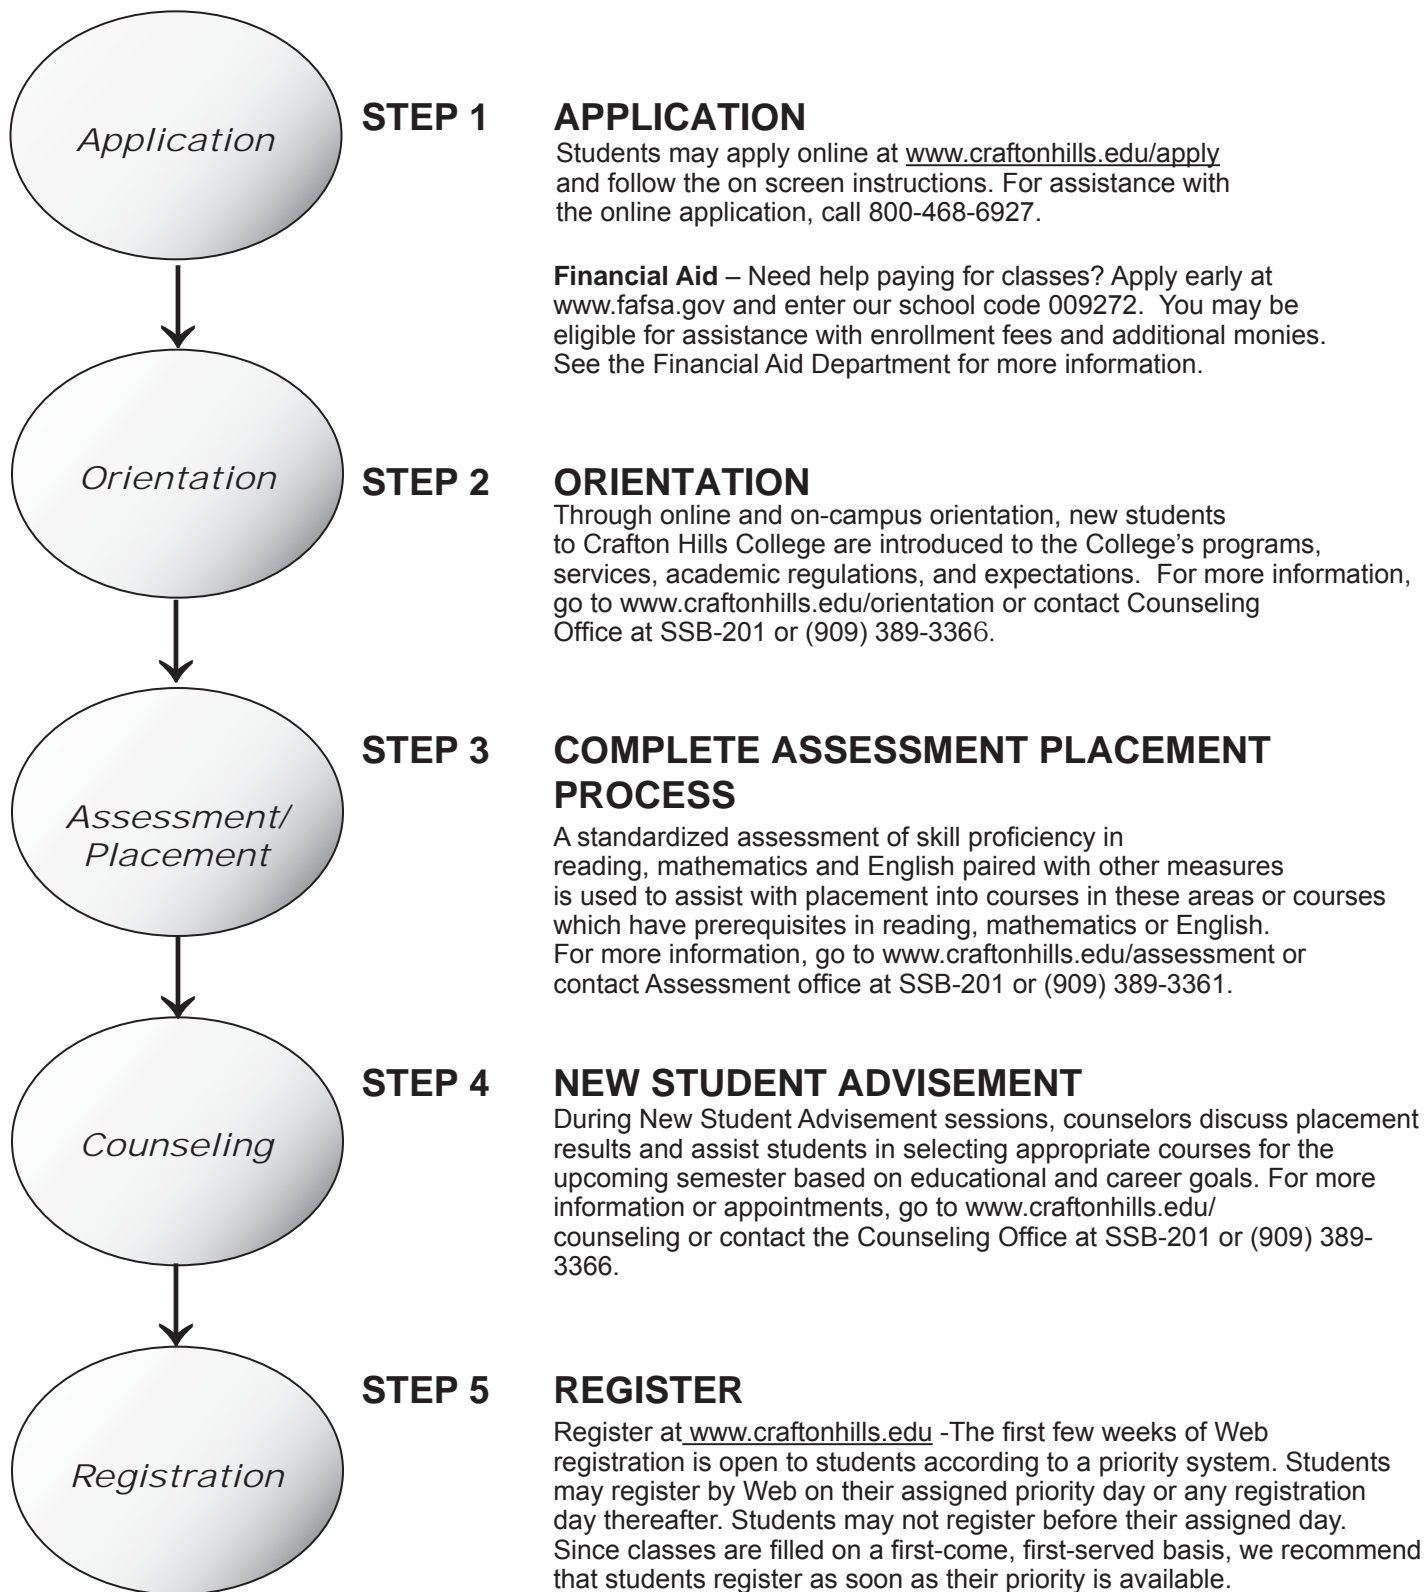 Application
STEP 1 APPLICATION
Students may apply online at www.craftonhills.edu/apply
and follow the on screen instructions. For assistance with
the online application, call 800-468-6927.
Financial Aid – Need help paying for classes? Apply early at
www.fafsa.gov and enter our school code 009272.  You may be
eligible for assistance with enrollment fees and additional monies.
See the Financial Aid Department for more information.
Orientation
STEP 2 ORIENTATION
Through online and on-campus orientation, new students
to Crafton Hills College are introduced to the College’s programs,
services, academic regulations, and expectations.  For more information,
go to www.craftonhills.edu/orientation or contact Counseling
Office at SSB-201 or (909) 389-3366.
Assessment/
Placement
STEP 3 COMPLETE ASSESSMENT PLACEMENT
PROCESS
A standardized assessment of skill proficiency in
reading, mathematics and English paired with other measures
is used to assist with placement into courses in these areas or courses
which have prerequisites in reading, mathematics or English.
For more information, go to www.craftonhills.edu/assessment or
contact Assessment office at SSB-201 or (909) 389-3361.
Counseling
STEP 4 NEW STUDENT ADVISEMENT
During New Student Advisement sessions, counselors discuss placement
results and assist students in selecting appropriate courses for the
upcoming semester based on educational and career goals. For more
information or appointments, go to www.craftonhills.edu/
counseling or contact the Counseling Office at SSB-201 or (909) 389-
3366.
Registration
STEP 5 REGISTER
Register at www.craftonhills.edu -The first few weeks of Web
registration is open to students according to a priority system. Students
may register by Web on their assigned priority day or any registration
day thereafter. Students may not register before their assigned day.
Since classes are filled on a first-come, first-served basis, we recommend
that students register as soon as their priority is available.